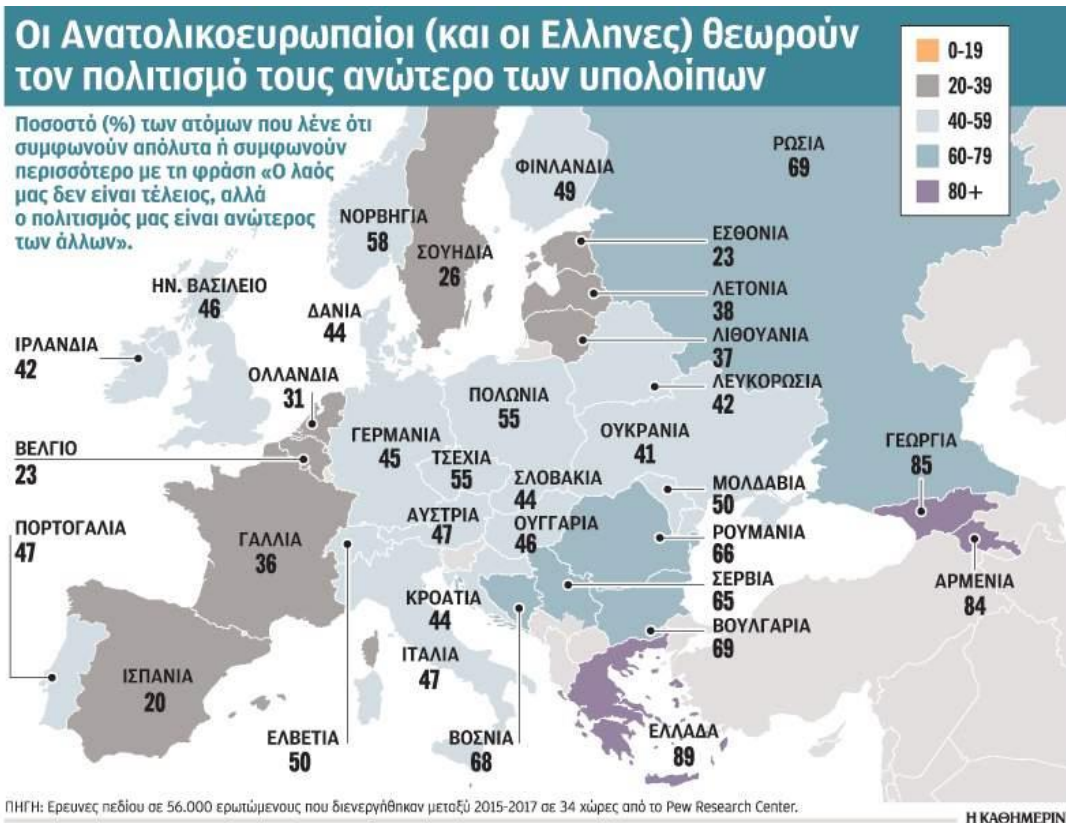 Οι Ανατολικοευρωπαίοι (και οι Ελληνες) θεωρούν
τον πολιτισμό τους ανώτερο των υπολοίπων
0-19
20-39
40-59
60-79
80+
Ποσοστό (%) των ατόμων που λένε ότι
συμφωνούν απόλυτα ή συμφωνούν
περισσότερο με τη φράση «Ο λαός
μας δεν είναι τέλειος, αλλά
ο πολιτισμός μας είναι ανώτερος
των άλλων».
ΡΩΣΙΑ
69
ΦΙΝΛΑΝΔΙΑ
49
ΝΟΡΒΗΓΙΑ
58
ΣΟΥΗΔΙΑ
26
ΕΣΘΟΝΙΑ
23
ΗΝ. ΒΑΣΙΛΕΙΟ
46
ΛΕΤΟΝΙΑ
38
ΔΑΝΙΑ
44
ΛΙΘΟΥΑΝΙΑ
37
ΙΡΛΑΝΔΙΑ
42
ΟΛΛΑΝΔΙΑ
31
ΛΕΥΚΟΡΩΣΙΑ
42
ΠΟΛΩΝΙΑ
55
ΒΕΛΓΙΟ
23
ΓΕΡΜΑΝΙΑ
45
ΟΥΚΡΑΝΙΑ
41
ΓΕΩΡΓΙΑ
85
ΤΣΕΧΙΑ
55
ΣΛΟΒΑΚΙΑ
44
ΜΟΛΔΑΒΙΑ
50
ΠΟΡΤΟΓΑΛΙΑ
47
ΑΥΣΤΡΙΑ
47
ΟΥΓΓΑΡΙΑ
46
ΓΑΛΛΙΑ
36
ΡΟΥΜΑΝΙΑ
66
ΣΕΡΒΙΑ
65
ΑΡΜΕΝΙΑ
84
ΚΡΟΑΤΙΑ
44
ΒΟΥΛΓΑΡΙΑ
69
ΙΤΑΛΙΑ
47
ΙΣΠΑΝΙΑ
20
ΕΛΒΕΤΙΑ
50
ΒΟΣΝΙΑ
68
ΕΛΛΑΔΑ
89
ΠΗΓΗ: Ερευνες πεδίου σε 56.000 ερωτώμενους που διενεργήθηκαν μεταξύ 2015-2017 σε 34 χώρες από το Pew Research Center.
Η ΚΑΘΗΜΕΡΙΝ